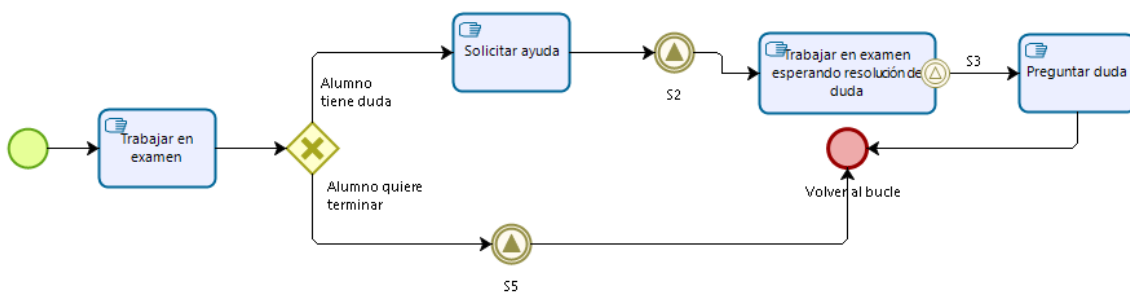 Solicitar ayuda
Trabajar en examen
esperando resolución de
duda
S3
Preguntar duda
Alumno
tiene duda
S2
Trabajar en
examen
Alumno quiere
terminar
Volver al bucle
S5